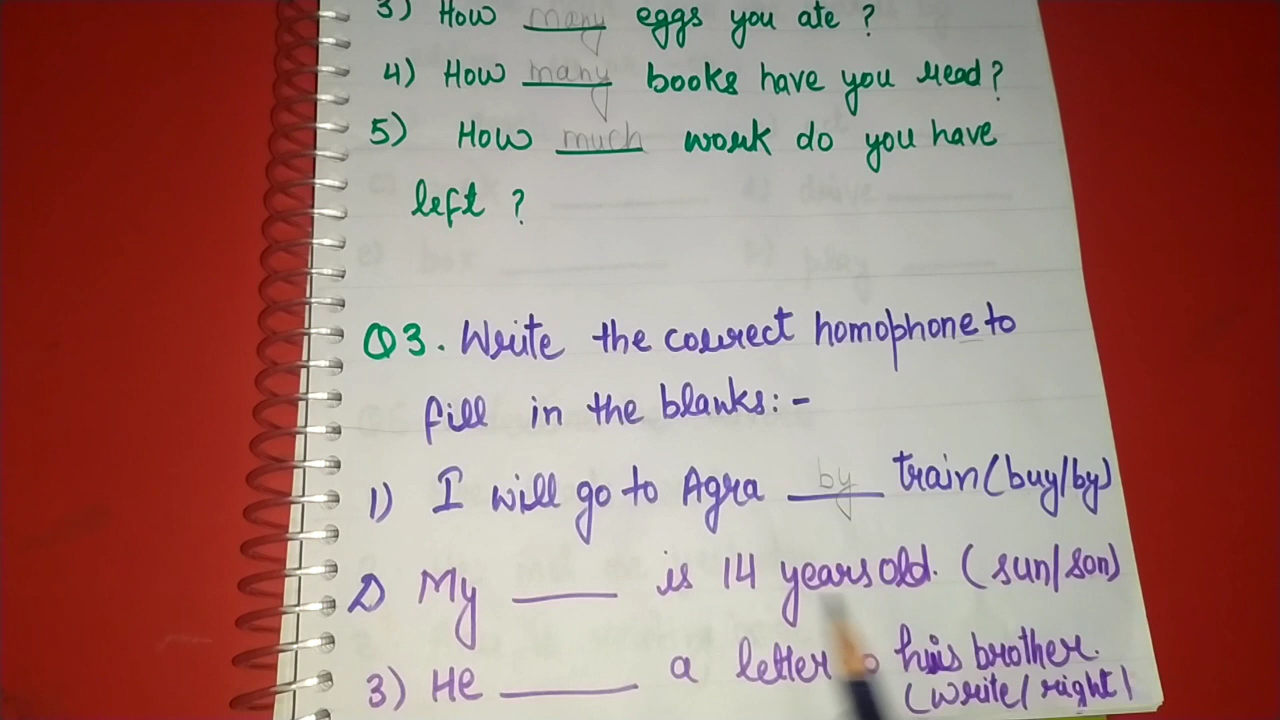 3) How many eggs you ate ?
4) How many books have you read?
5) How much work do you have
left ?
Q3. Write the correct homophone to
fill in the blanks:-
1) I will go to Agra by train (buy/by)
2) My ______ is 14 years old. (sun/son)
3) He ______ a letter to his brother.
(write/right)